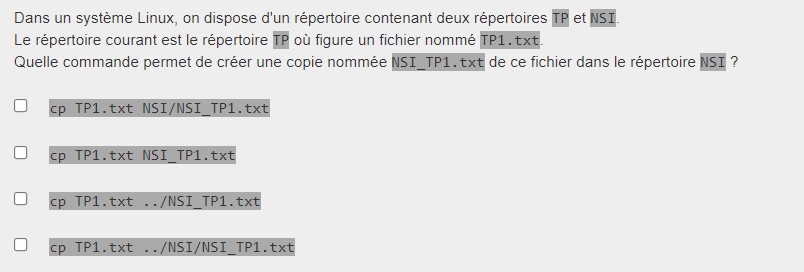 Dans un système Linux, on dispose d'un répertoire contenant deux répertoires TP et NSI.
Le répertoire courant est le répertoire TP où figure un fichier nommé TP1.txt.
Quelle commande permet de créer une copie nommée NSI_TP1.txt de ce fichier dans le répertoire NSI ?
cp TP1.txt NSI/NSI_TP1.txt
cp TP1.txt NSI_TP1.txt
cp TP1.txt ../NSI_TP1.txt
cp TP1.txt ../NSI/NSI_TP1.txt